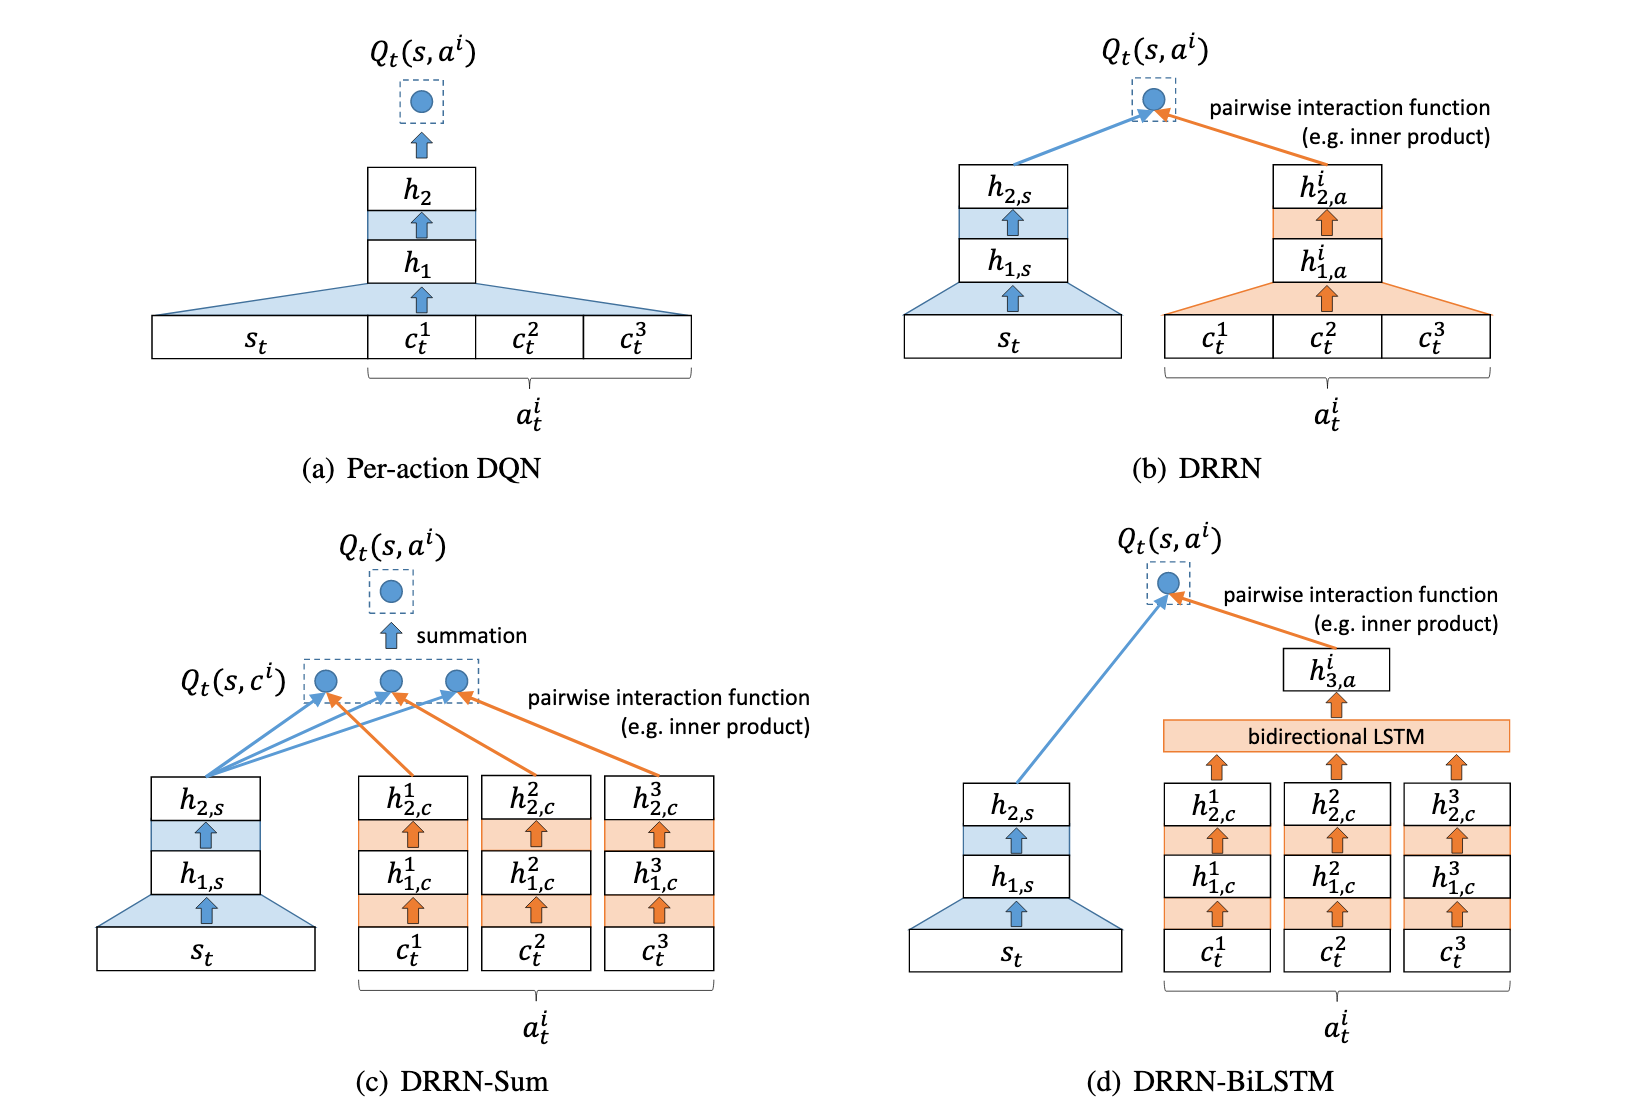 Q_t(s, a^i)
h_2
h_1
s_t c_t^1 c_t^2 c_t^3
a_t^i
(a) Per-action DQN
Q_t(s, a^i)
pairwise interaction function
(e.g. inner product)
h_{2,s} h_{2,a}^i
h_{1,s} h_{1,a}^i
s_t c_t^1 c_t^2 c_t^3
a_t^i
(b) DRRN
Q_t(s, a^i)
summation
Q_t(s, c^i)
pairwise interaction function
(e.g. inner product)
h_{2,s} h_{2,c}^1 h_{2,c}^2 h_{2,c}^3
h_{1,s} h_{1,c}^1 h_{1,c}^2 h_{1,c}^3
s_t c_t^1 c_t^2 c_t^3
a_t^i
(c) DRRN-Sum
Q_t(s, a^i)
pairwise interaction function
(e.g. inner product)
h_{3,a}^i
bidirectional LSTM
h_{2,s} h_{2,c}^1 h_{2,c}^2 h_{2,c}^3
h_{1,s} h_{1,c}^1 h_{1,c}^2 h_{1,c}^3
s_t c_t^1 c_t^2 c_t^3
a_t^i
(d) DRRN-BiLSTM